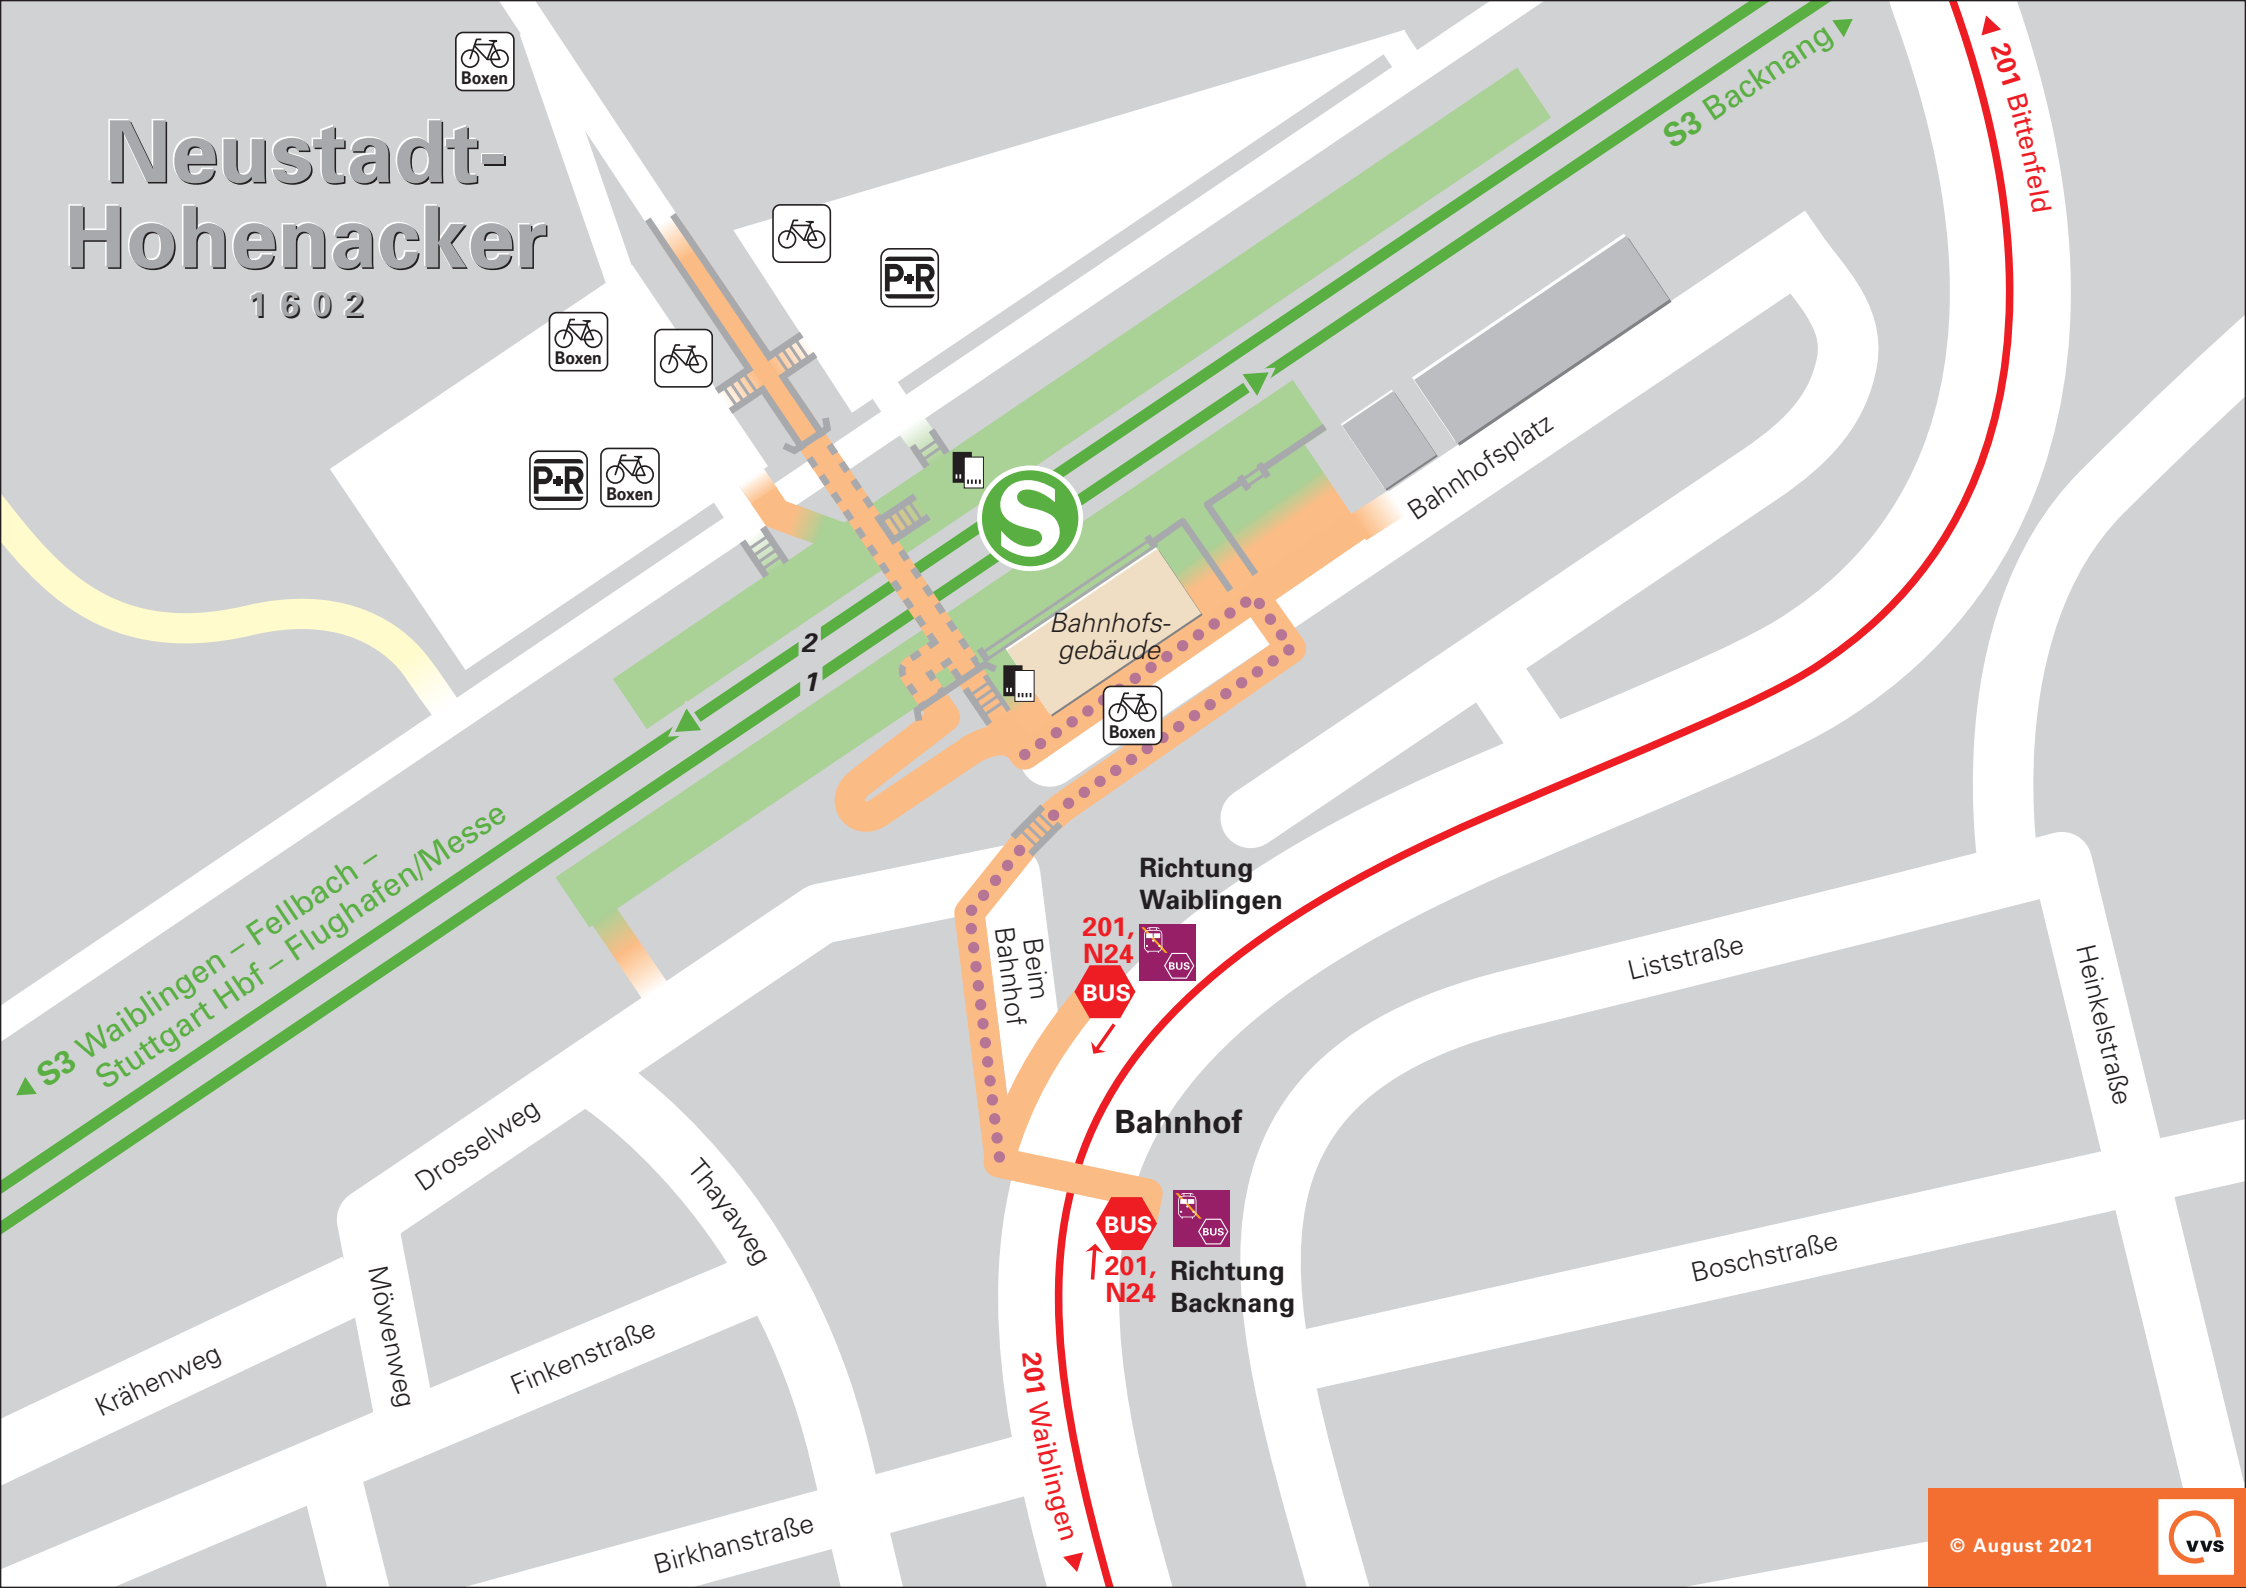 Neustadt-
Hohenacker
1602
Boxen
Boxen
P+R
P+R
Boxen
S3 Backnang
201 Bittenfeld
Bahnhofsplatz
S
2
1
Bahnhofs-
gebäude
Boxen
S3 Waiblingen – Fellbach –
Stuttgart Hbf – Flughafen/Messe
Richtung
Waiblingen
201,
N24
BUS
BUS
Beim
Bahnhof
Bahnhof
BUS
BUS
201,
N24
Richtung
Backnang
201 Waiblingen
Drosselweg
Thayaweg
Möwenweg
Krähenweg
Finkenstraße
Birkhanstraße
Liststraße
Heinkelstraße
Boschstraße
© August 2021
VVS